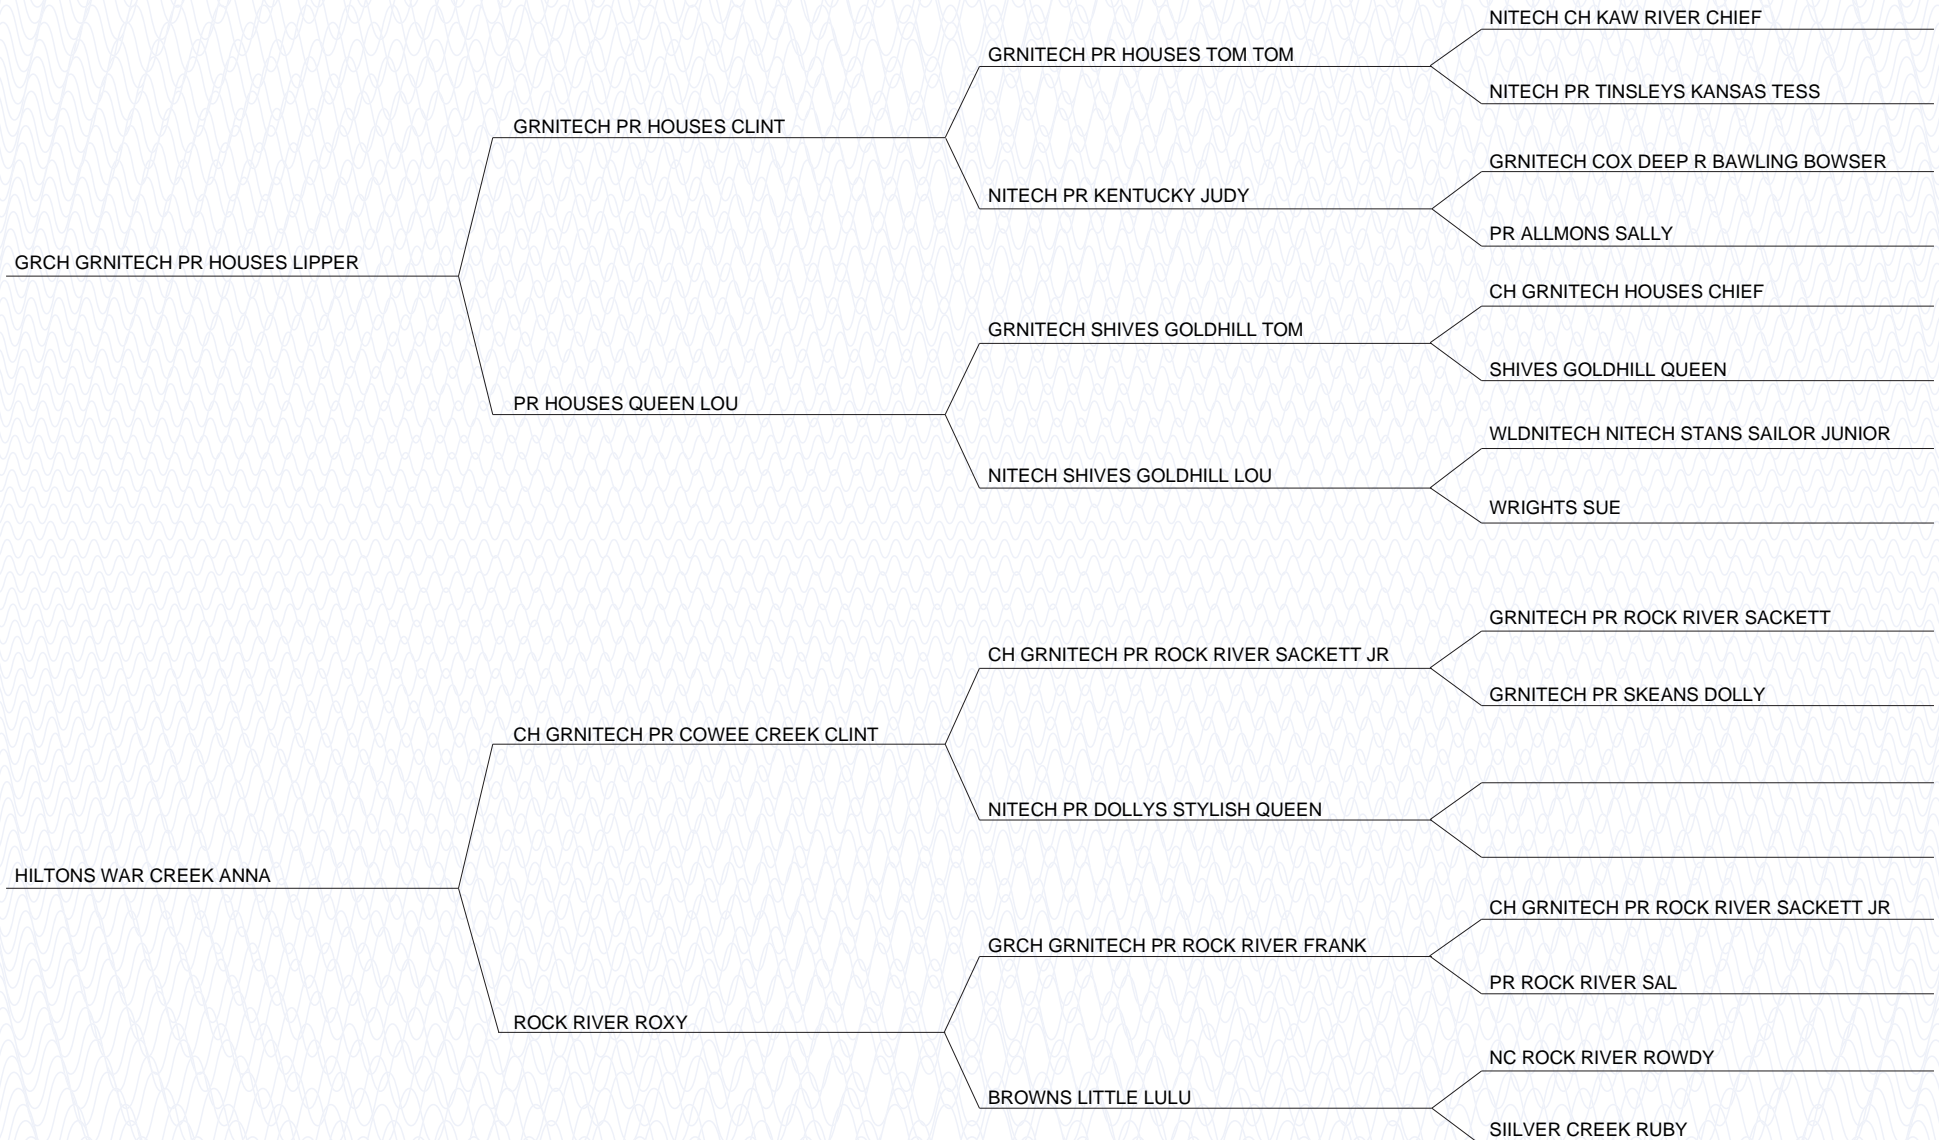 NITECH CH KAW RIVER CHIEF
GRNITECH PR HOUSES TOM TOM
NITECH PR TINSLEYS KANSAS TESS
GRNITECH PR HOUSES CLINT
GRNITECH COX DEEP R BAWLING BOWSER
NITECH PR KENTUCKY JUDY
PR ALLMONS SALLY
GRCH GRNITECH PR HOUSES LIPPER
CH GRNITECH HOUSES CHIEF
GRNITECH SHIVES GOLDHILL TOM
SHIVES GOLDHILL QUEEN
PR HOUSES QUEEN LOU
WLDNITECH NITECH STANS SAILOR JUNIOR
NITECH SHIVES GOLDHILL LOU
WRIGHTS SUE
GRNITECH PR ROCK RIVER SACKETT
CH GRNITECH PR ROCK RIVER SACKETT JR
GRNITECH PR SKEANS DOLLY
CH GRNITECH PR COWEE CREEK CLINT
NITECH PR DOLLYS STYLISH QUEEN
HILTONS WAR CREEK ANNA
CH GRNITECH PR ROCK RIVER SACKETT JR
GRCH GRNITECH PR ROCK RIVER FRANK
PR ROCK RIVER SAL
ROCK RIVER ROXY
NC ROCK RIVER ROWDY
BROWNS LITTLE LULU
SIILVER CREEK RUBY